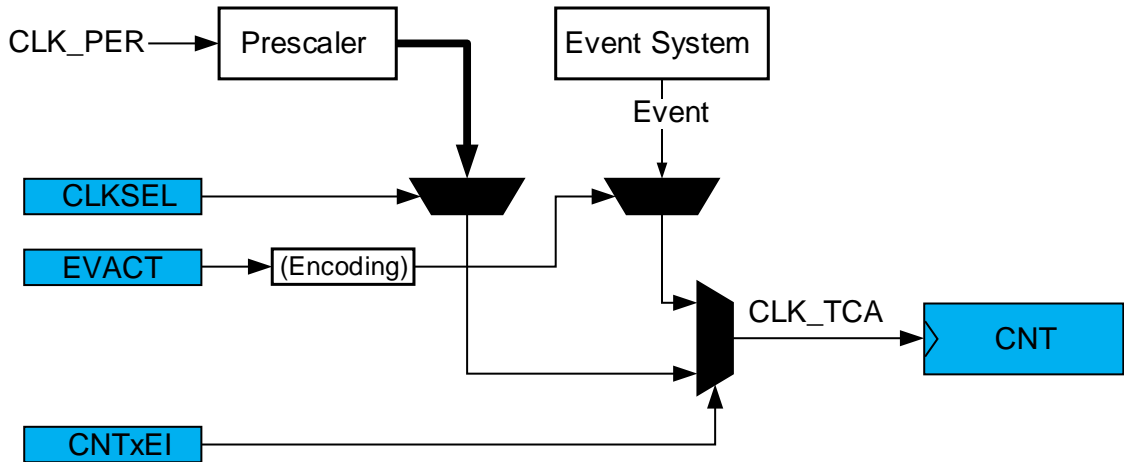 CLK_PER
Prescaler
Event System
Event
CLKSEL
EVACT
(Encoding)
CLK_TCA
CNT
CNTxEI